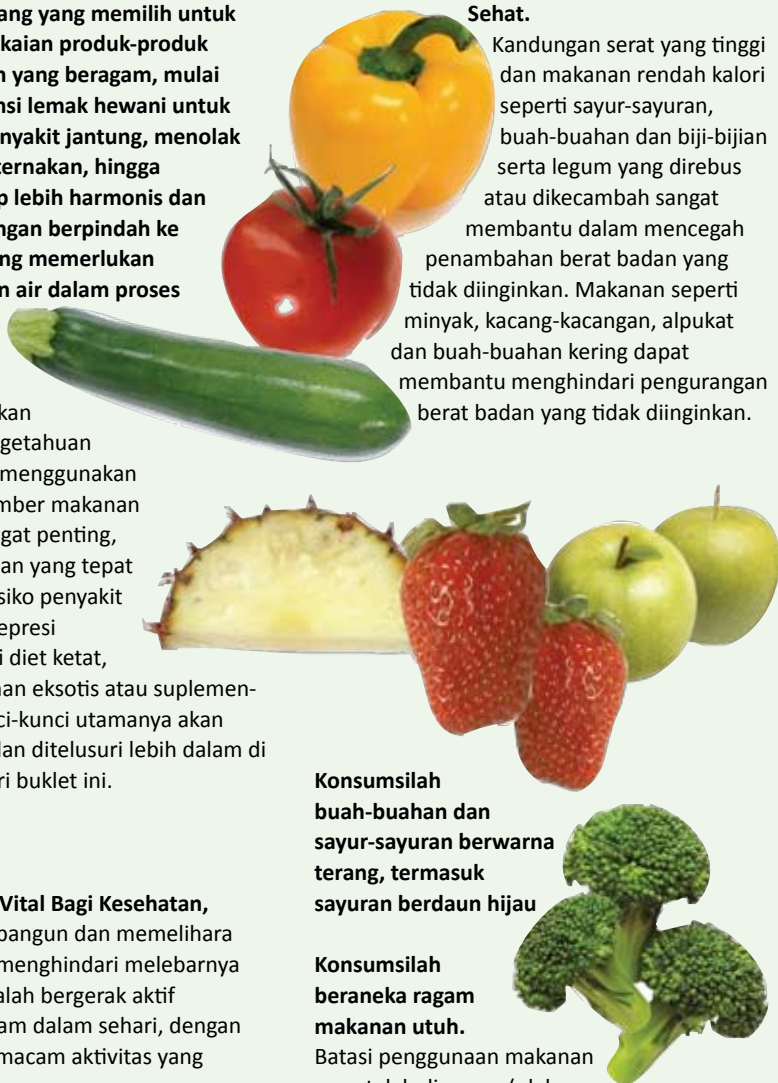 ang yang memilih untuk
kaian produk-produk
yang beragam, mulai
nsi lemak hewani untuk
nyakit jantung, menolak
ternakan, hingga
lebih harmonis dan
ngan berpindah ke
ng memerlukan
n air dalam proses
kan
getahuan
menggunakan
mber makanan
gat penting,
an yang tepat
siko penyakit
epresi
i diet ketat,
nan eksotis atau suplemen-
ci-kunci utamanya akan
dan ditelusuri lebih dalam di
ri buklet ini.
Vital Bagi Kesehatan,
bangun dan memelihara
menghindari melebarnya
alah bergerak aktif
am dalam sehari, dengan
macam aktivitas yang
Sehat.
Kandungan serat yang tinggi
dan makanan rendah kalori
seperti sayur-sayuran,
buah-buahan dan biji-bijian
serta legum yang direbus
atau dikecambah sangat
membantu dalam mencegah
penambahan berat badan yang
tidak diinginkan. Makanan seperti
minyak, kacang-kacangan, alpukat
dan buah-buahan kering dapat
membantu menghindari pengurangan
berat badan yang tidak diinginkan.
Konsumsilah
buah-buahan dan
sayur-sayuran berwarna
terang, termasuk
sayuran berdaun hijau
Konsumsilah
beraneka ragam
makanan utuh.
Batasi penggunaan makanan